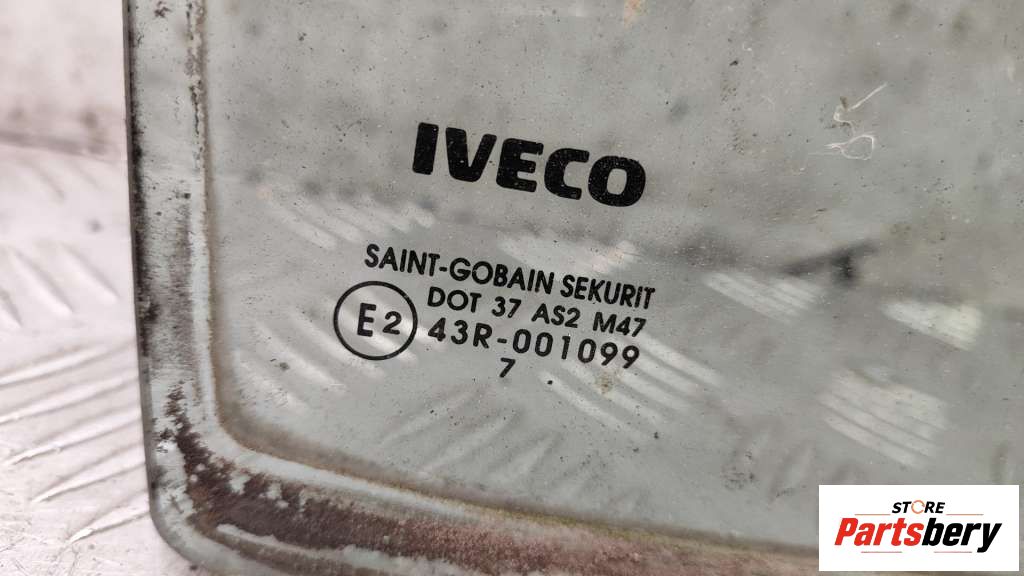 IVECO
SAINT-GOBAIN SEKURIT
DOT 37 AS2 M47
E2 43R-001099
7 .
STORE
Partsbery